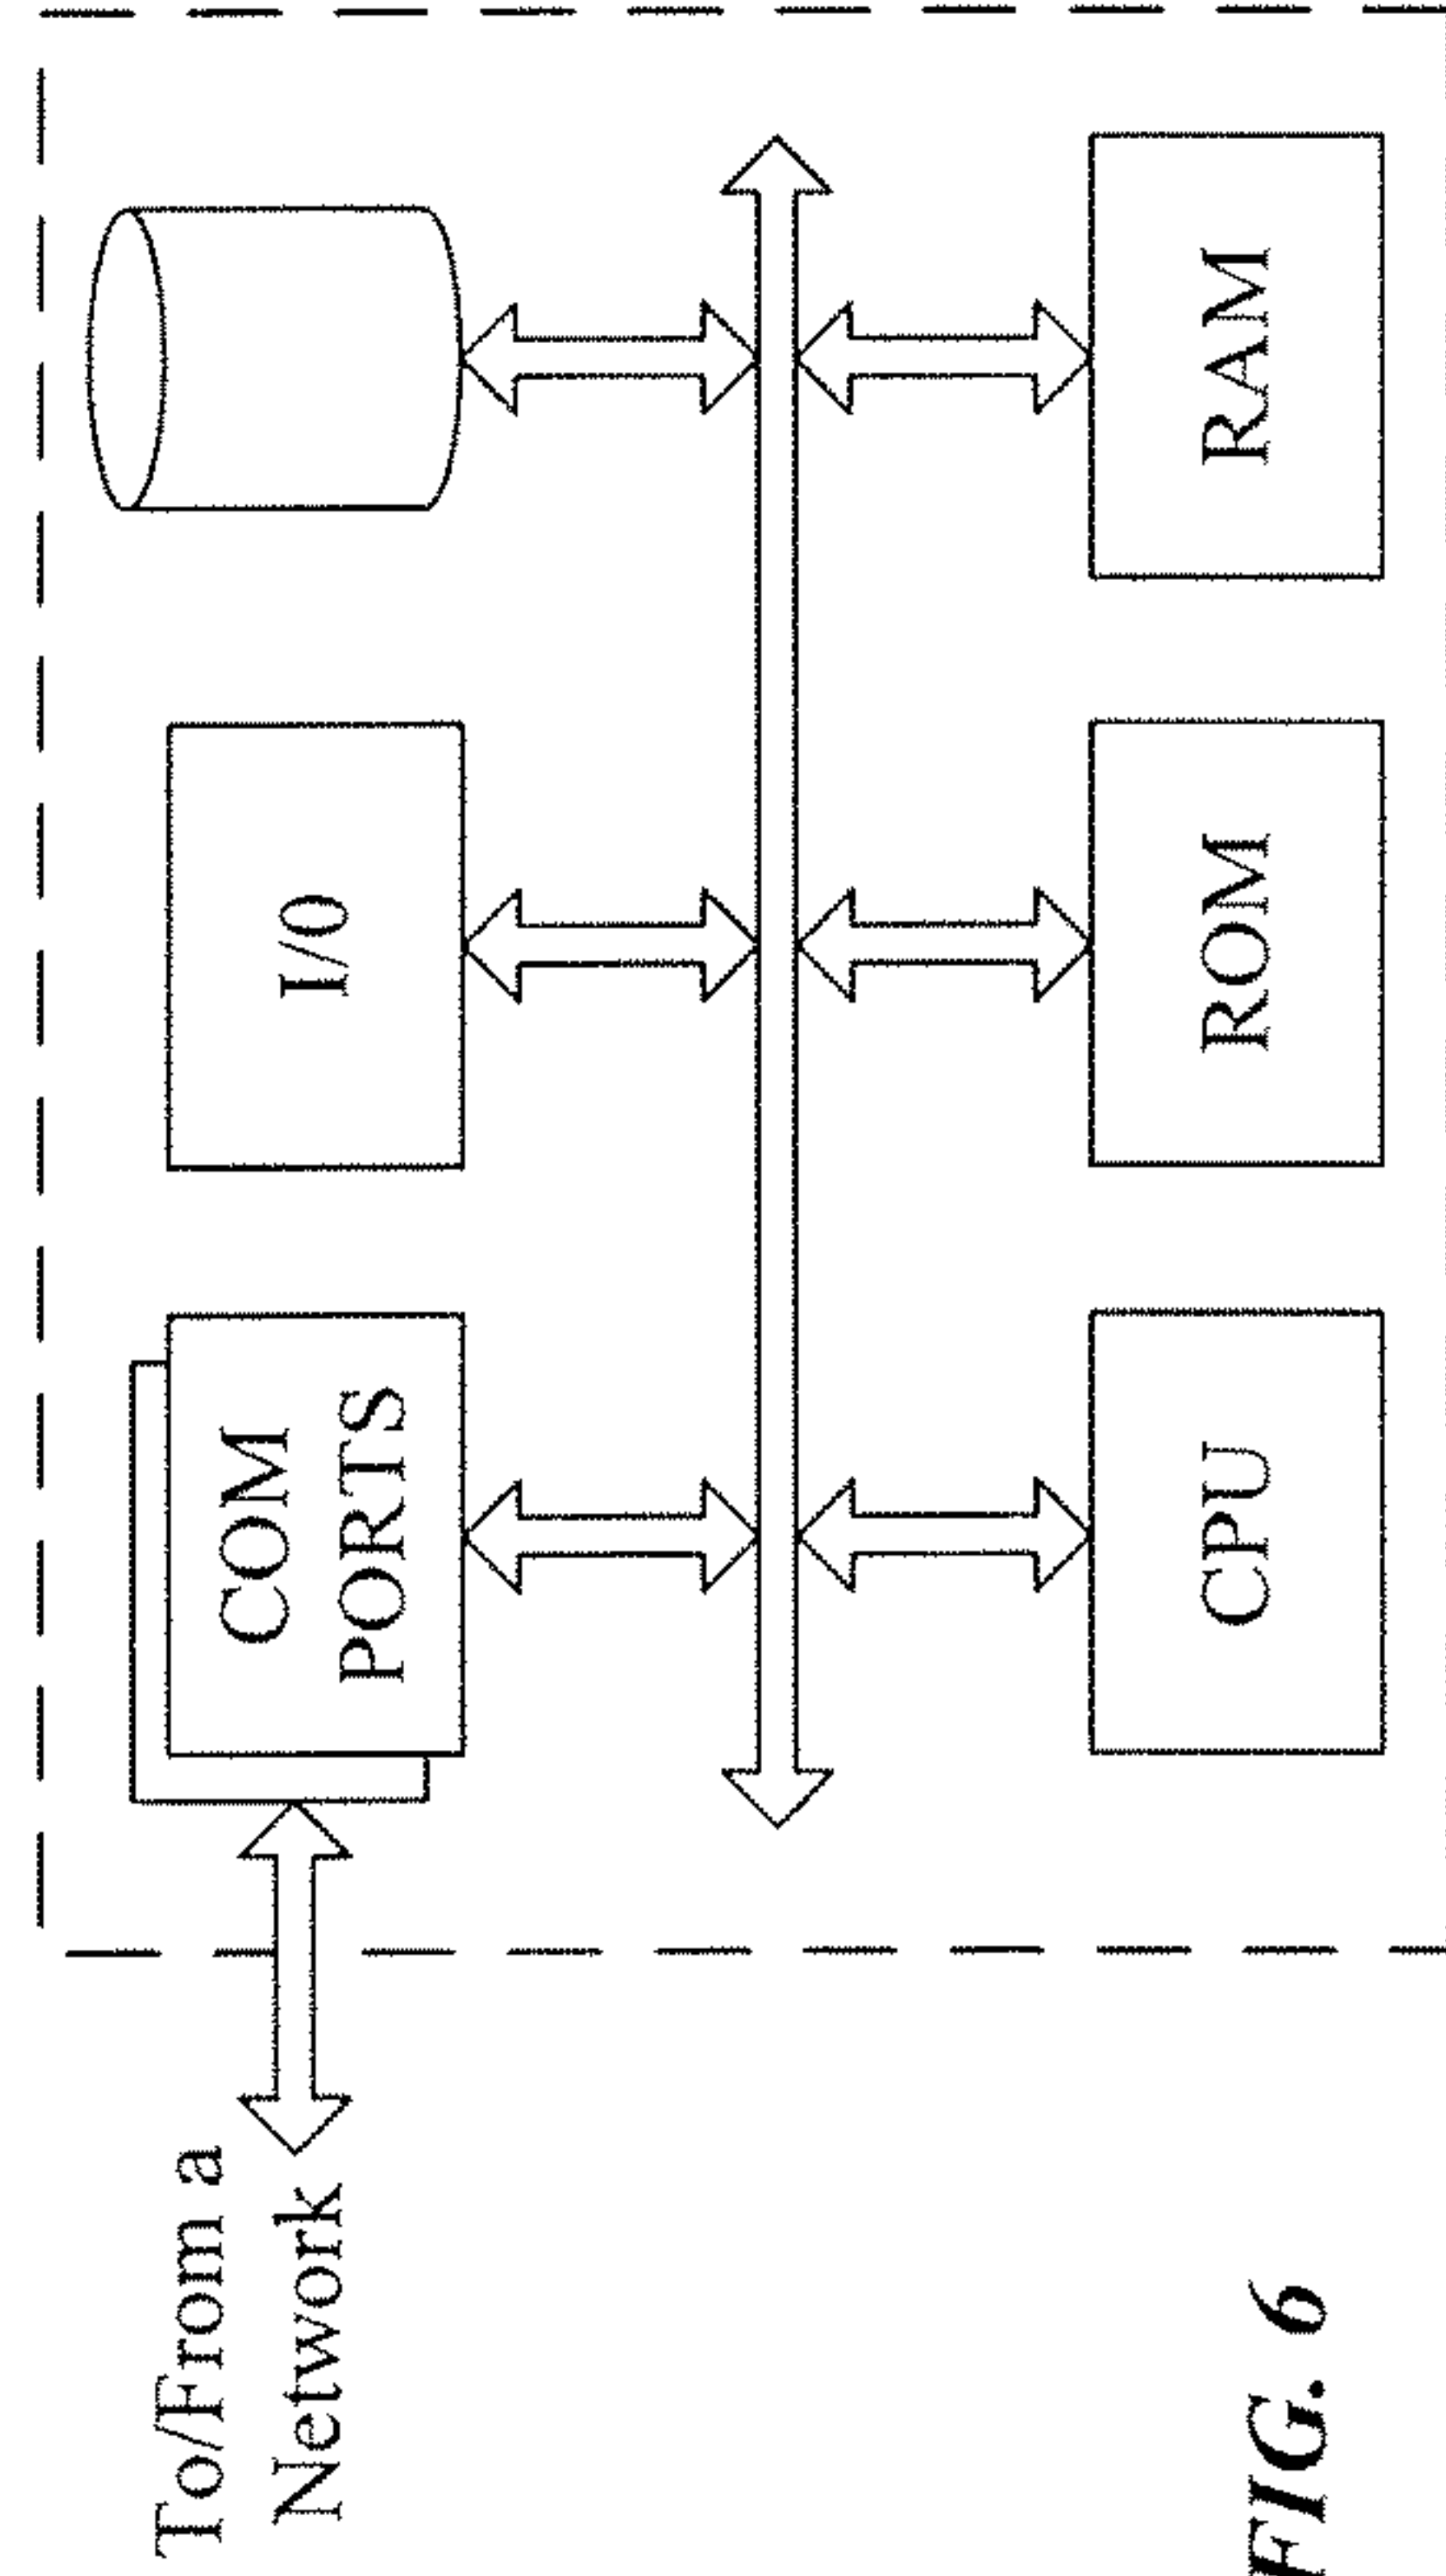 To/From a
Network
COM
PORTS
I/0
CPU
ROM
RAM
FIG. 6